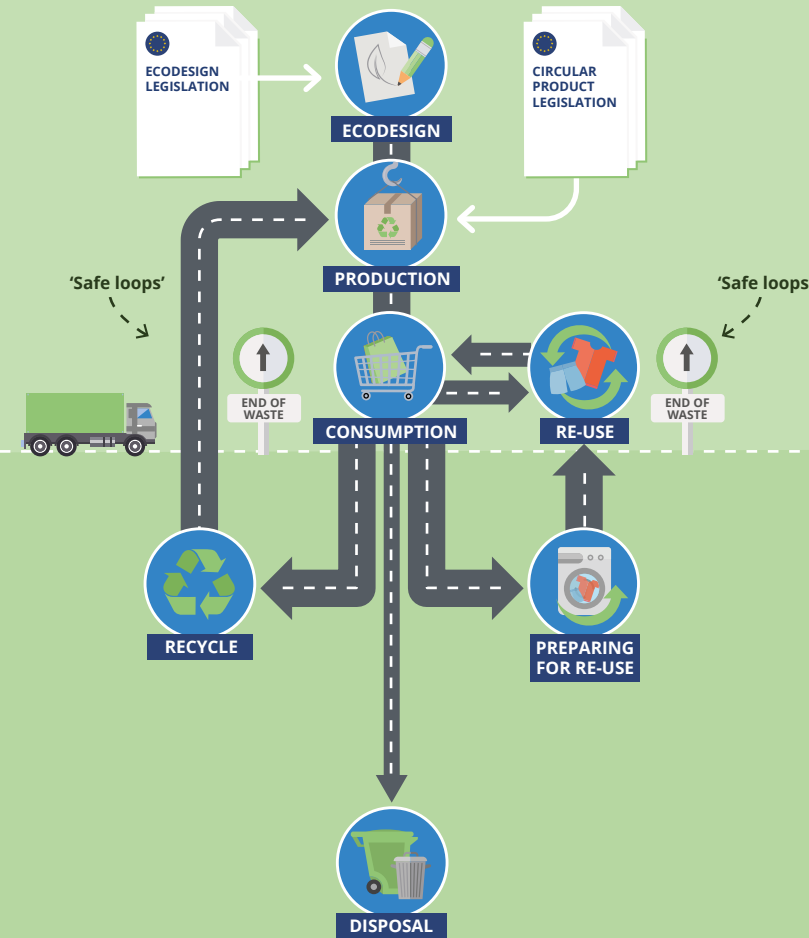 ECODESIGN
LEGISLATION
CIRCULAR
PRODUCT
LEGISLATION
ECODESIGN
PRODUCTION
‘Safe loops’
‘Safe loops
END OF
WASTE
END OF
WASTE
CONSUMPTION
RE-USE
RECYCLE
PREPARING
FOR RE-USE
DISPOSAL